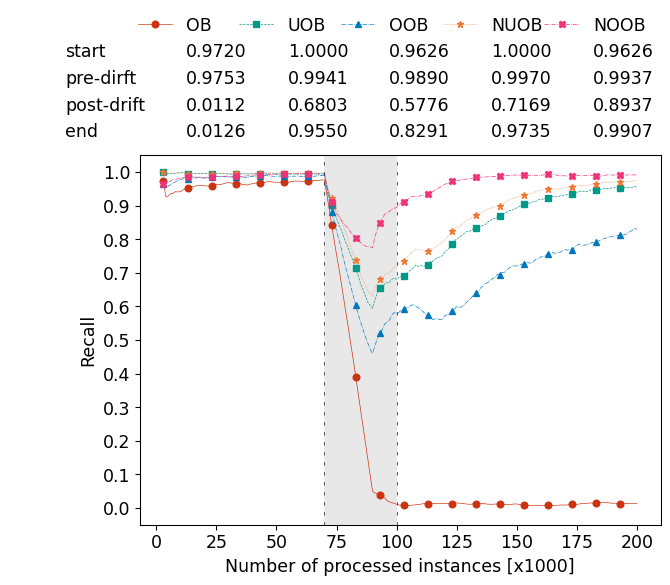 OB UOB OOB NUOB NOOB
start 0.9720 1.0000 0.9626 1.0000 0.9626
pre-dirft 0.9753 0.9941 0.9890 0.9970 0.9937
post-drift 0.0112 0.6803 0.5776 0.7169 0.8937
end 0.0126 0.9550 0.8291 0.9735 0.9907
1.0
0.9
0.8
0.7
0.6
0.5
0.4
0.3
0.2
0.1
0.0
Recall
0 25 50 75 100 125 150 175 200
Number of processed instances [x1000]